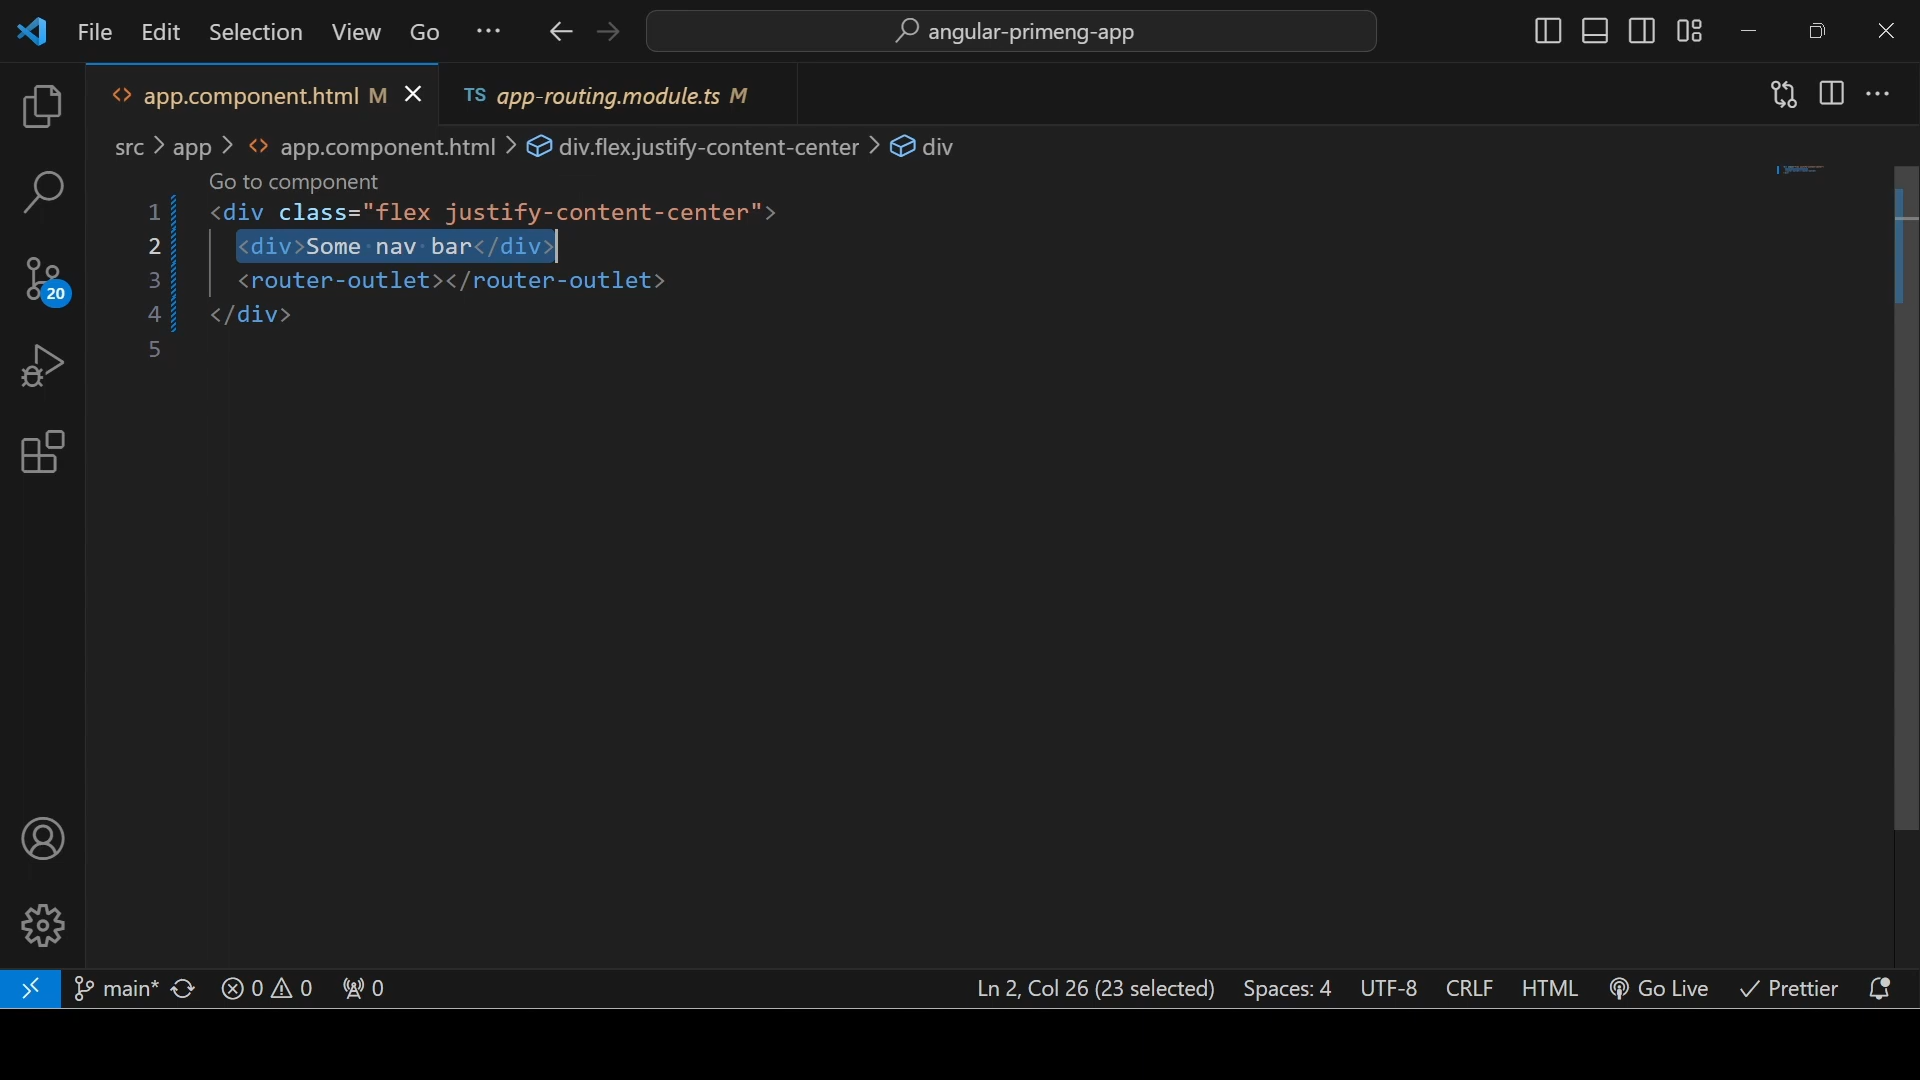 File Edit Selection View Go ··· angular-primeng-app
<> app.component.html M TS app-routing.module.ts M
src > app > <> app.component.html > div.flex.justify-content-center > div
Go to component
1 <div class="flex justify-content-center">
2 <div>Some nav bar</div>
3 <router-outlet></router-outlet>
4 </div>
5
20
main* 0 0 0 Ln 2, Col 26 (23 selected) Spaces: 4 UTF-8 CRLF HTML Go Live Prettier